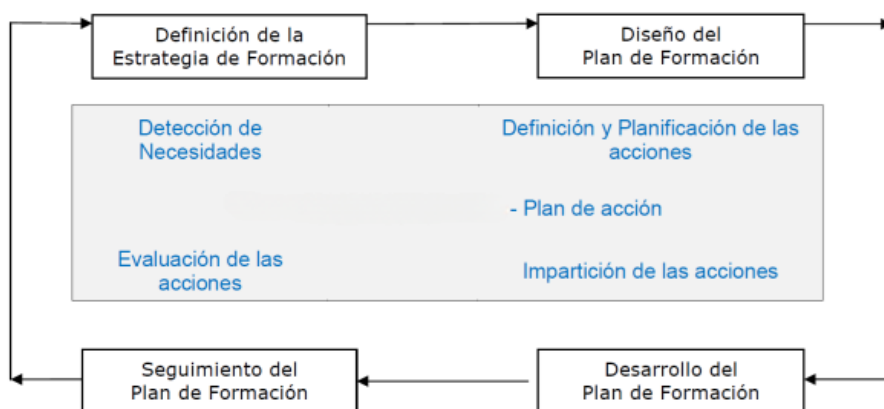 Definición de la
Estrategia de Formación
Diseño del
Plan de Formación
Detección de
Necesidades
Definición y Planificación de las
acciones
- Plan de acción
Evaluación de las
acciones
Impartición de las acciones
Seguimiento del
Plan de Formación
Desarrollo del
Plan de Formación